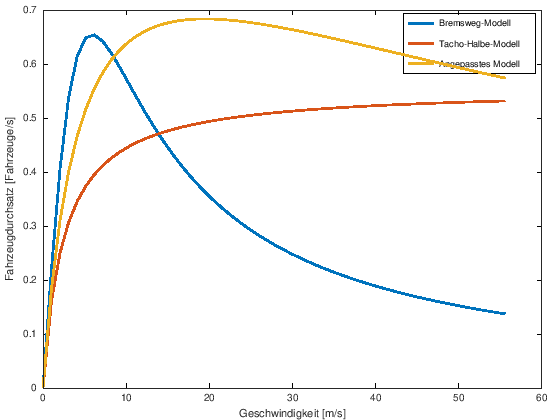 0.7
0.6
0.5
0.4
0.3
0.2
0.1
0
Fahrzeugdurchsatz [Fahrzeuge/s]
Bremsweg-Modell
Tacho-Halbe-Modell
Angepasstes Modell
0 10 20 30 40 50 60
Geschwindigkeit [m/s]